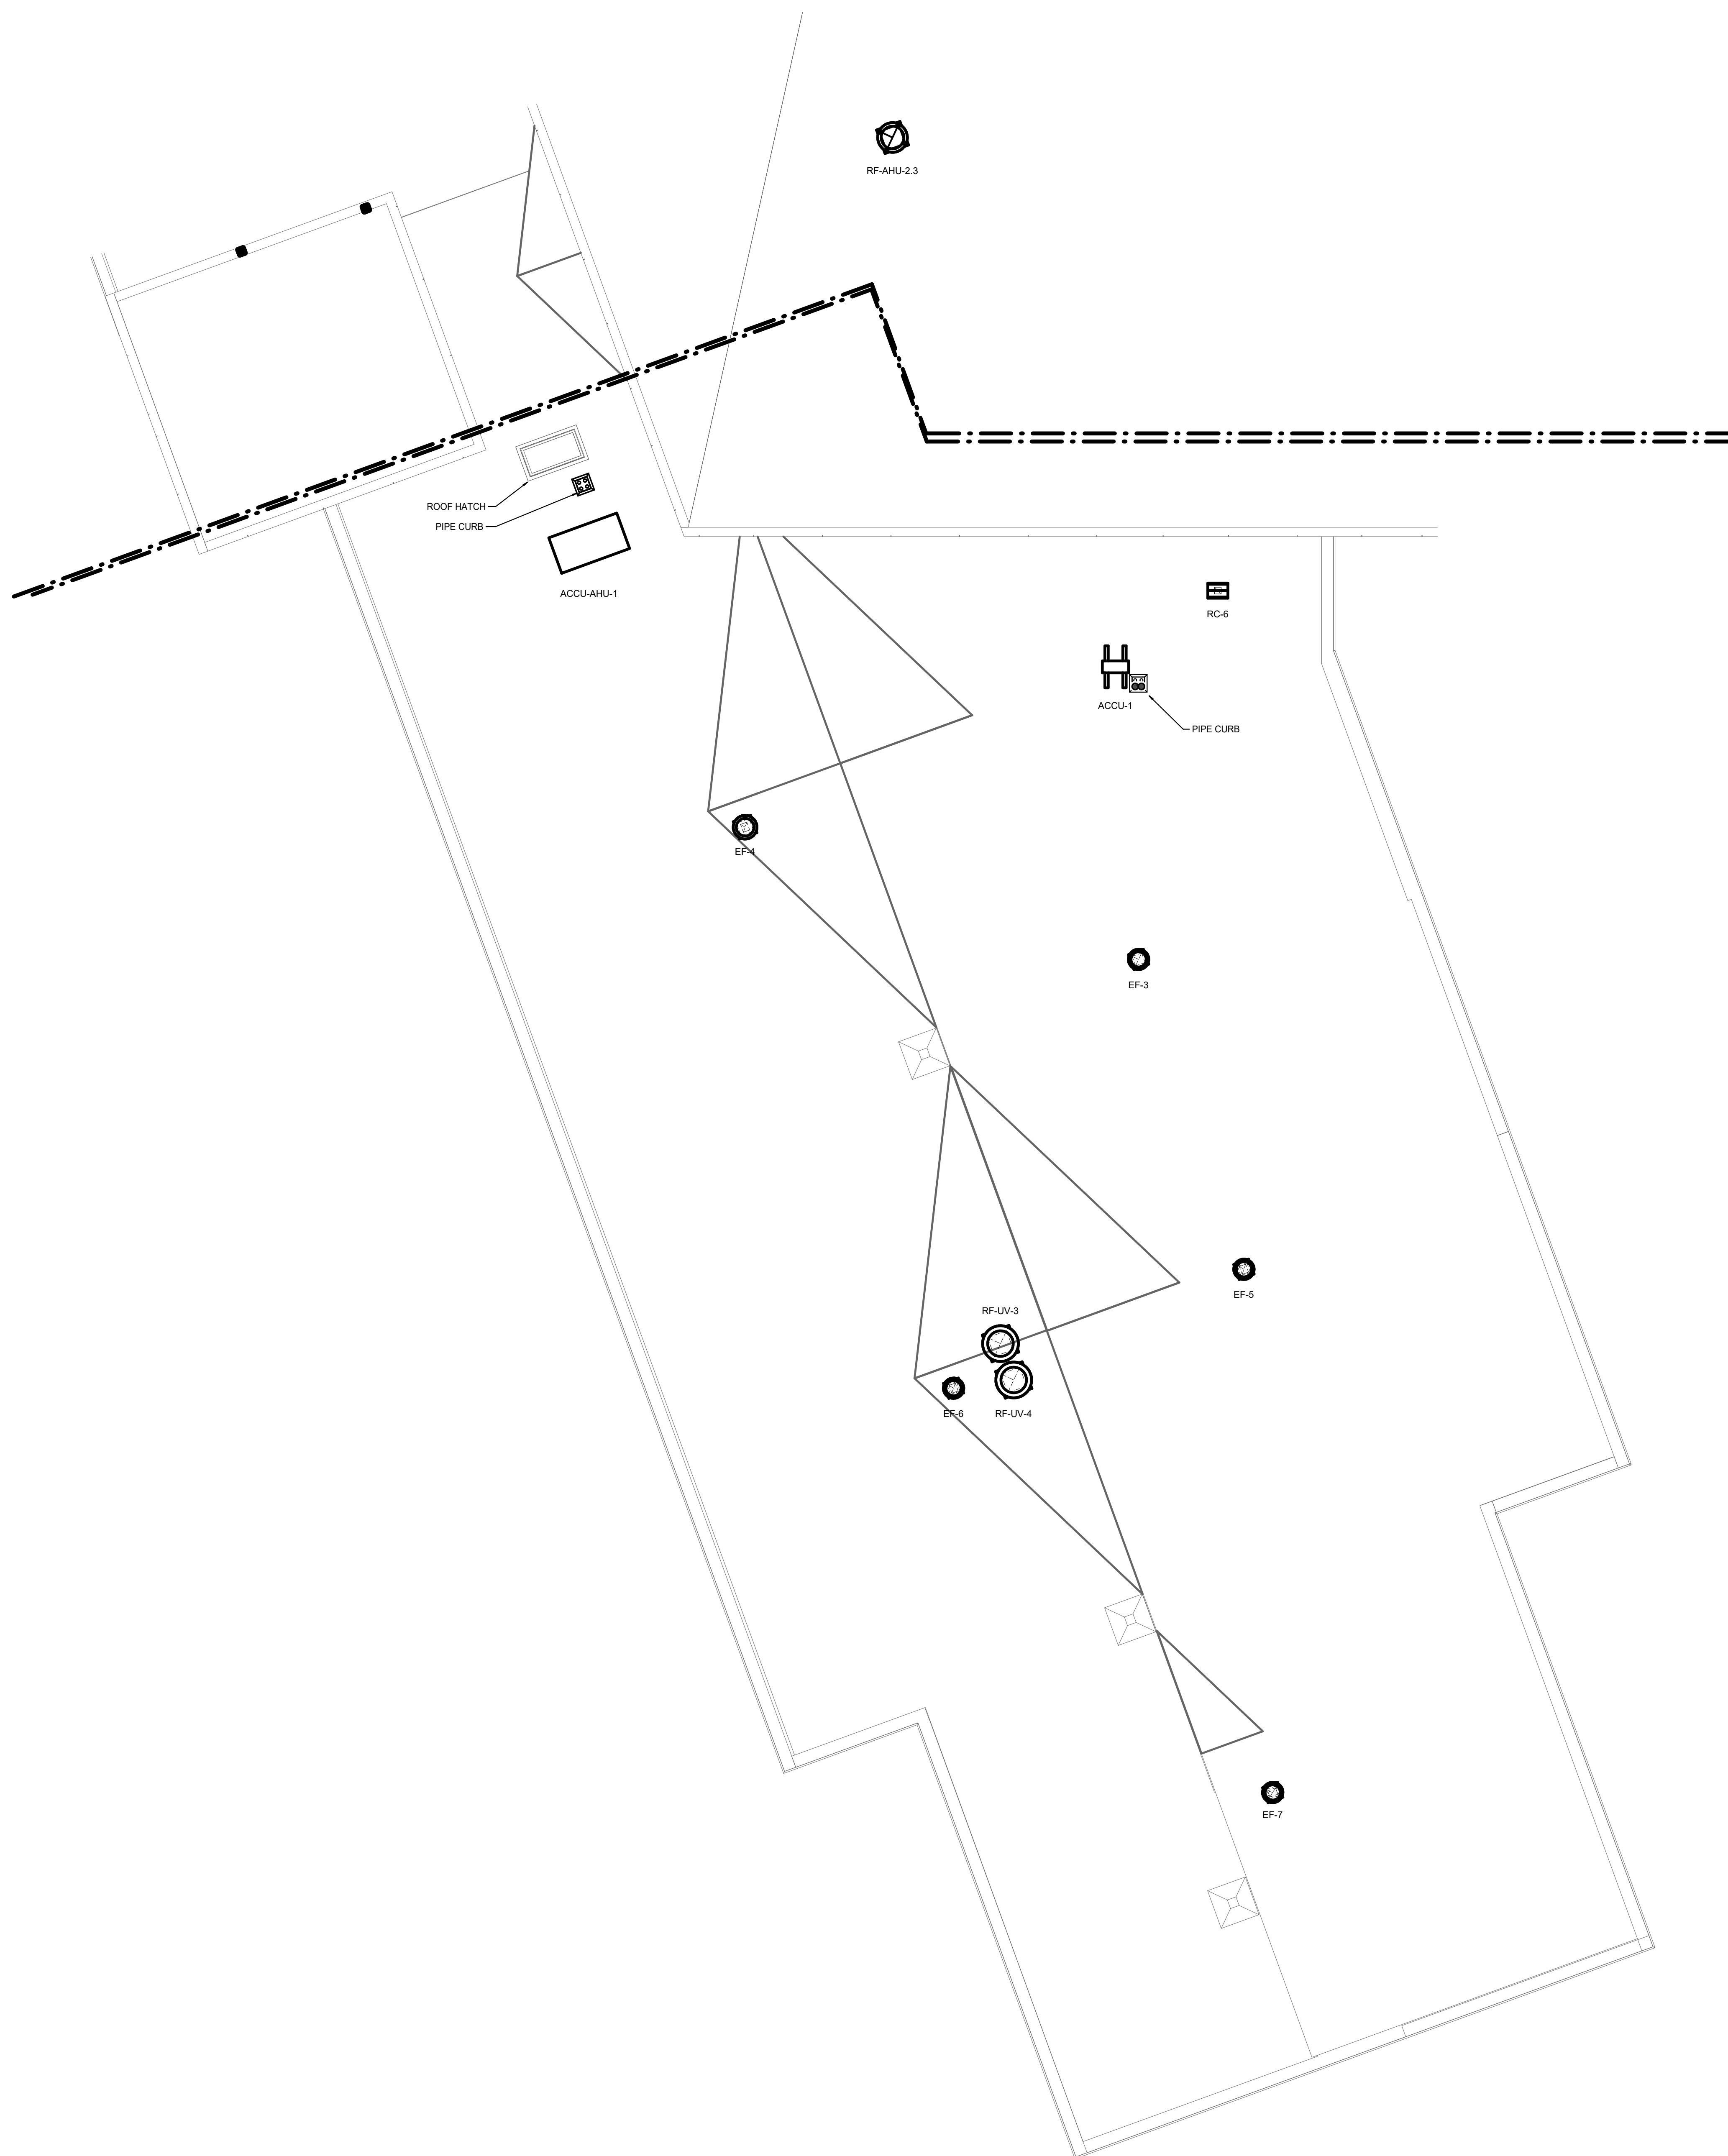 RF-AHU-2.3
ROOF HATCH
PIPE CURB
ACCU-AHU-1
RC-6
ACCU-1
PIPE CURB
EF-4
EF-3
EF-5
RF-UV-3
EF-6
RF-UV-4
EF-7